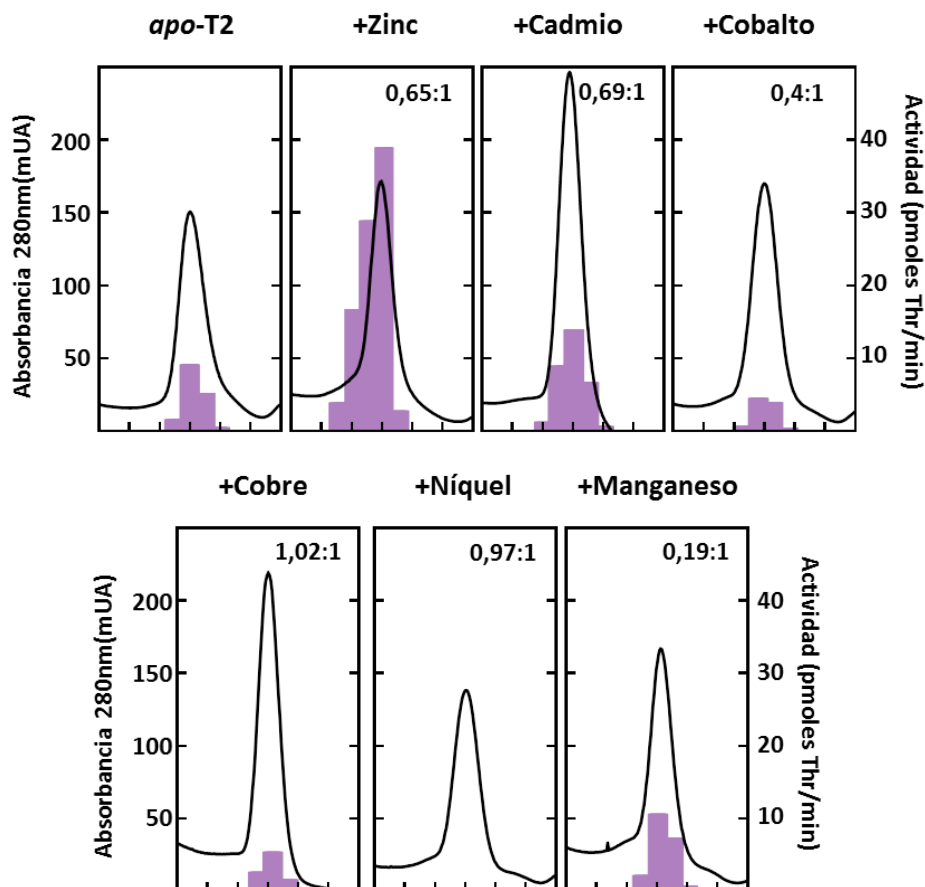 apo-T2 +Zinc +Cadmio +Cobalto
0,65:1 0,69:1 0,4:1
Absorbancia 280nm(mUA)
200
150
100
50
40
30
20
10
Actividad (pmoles Thr/min)
+Cobre +Níquel +Manganeso
1,02:1 0,97:1 0,19:1
Absorbancia 280nm(mUA)
200
150
100
50
40
30
20
10
Actividad (pmoles Thr/min)